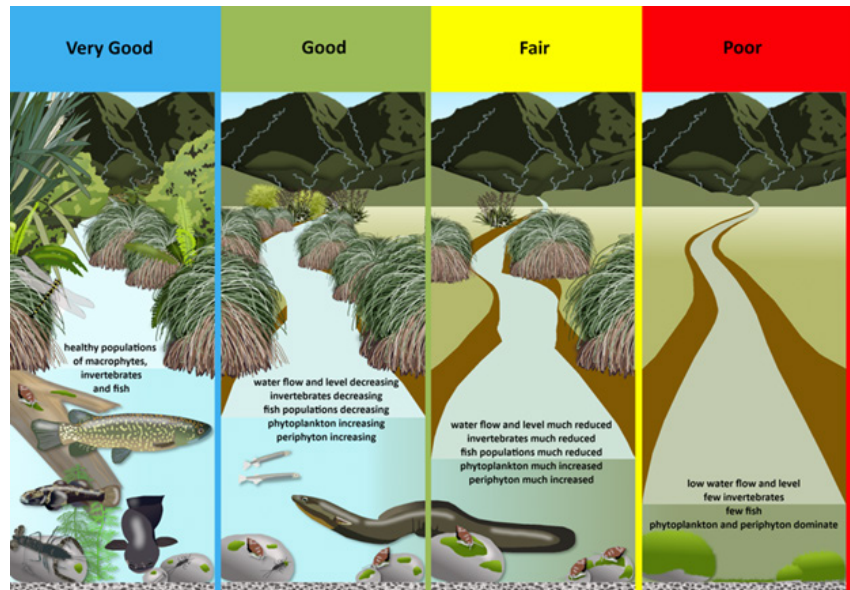 Very Good
Good
Fair
Poor
healthy populations
of macrophytes,
invertebrates
and fish
water flow and level decreasing
invertebrates decreasing
fish populations decreasing
phytoplankton increasing
periphyton increasing
water flow and level much reduced
invertebrates much reduced
fish populations much reduced
phytoplankton much increased
periphyton much increased
low water flow and level
few invertebrates
few fish
phytoplankton and periphyton dominate